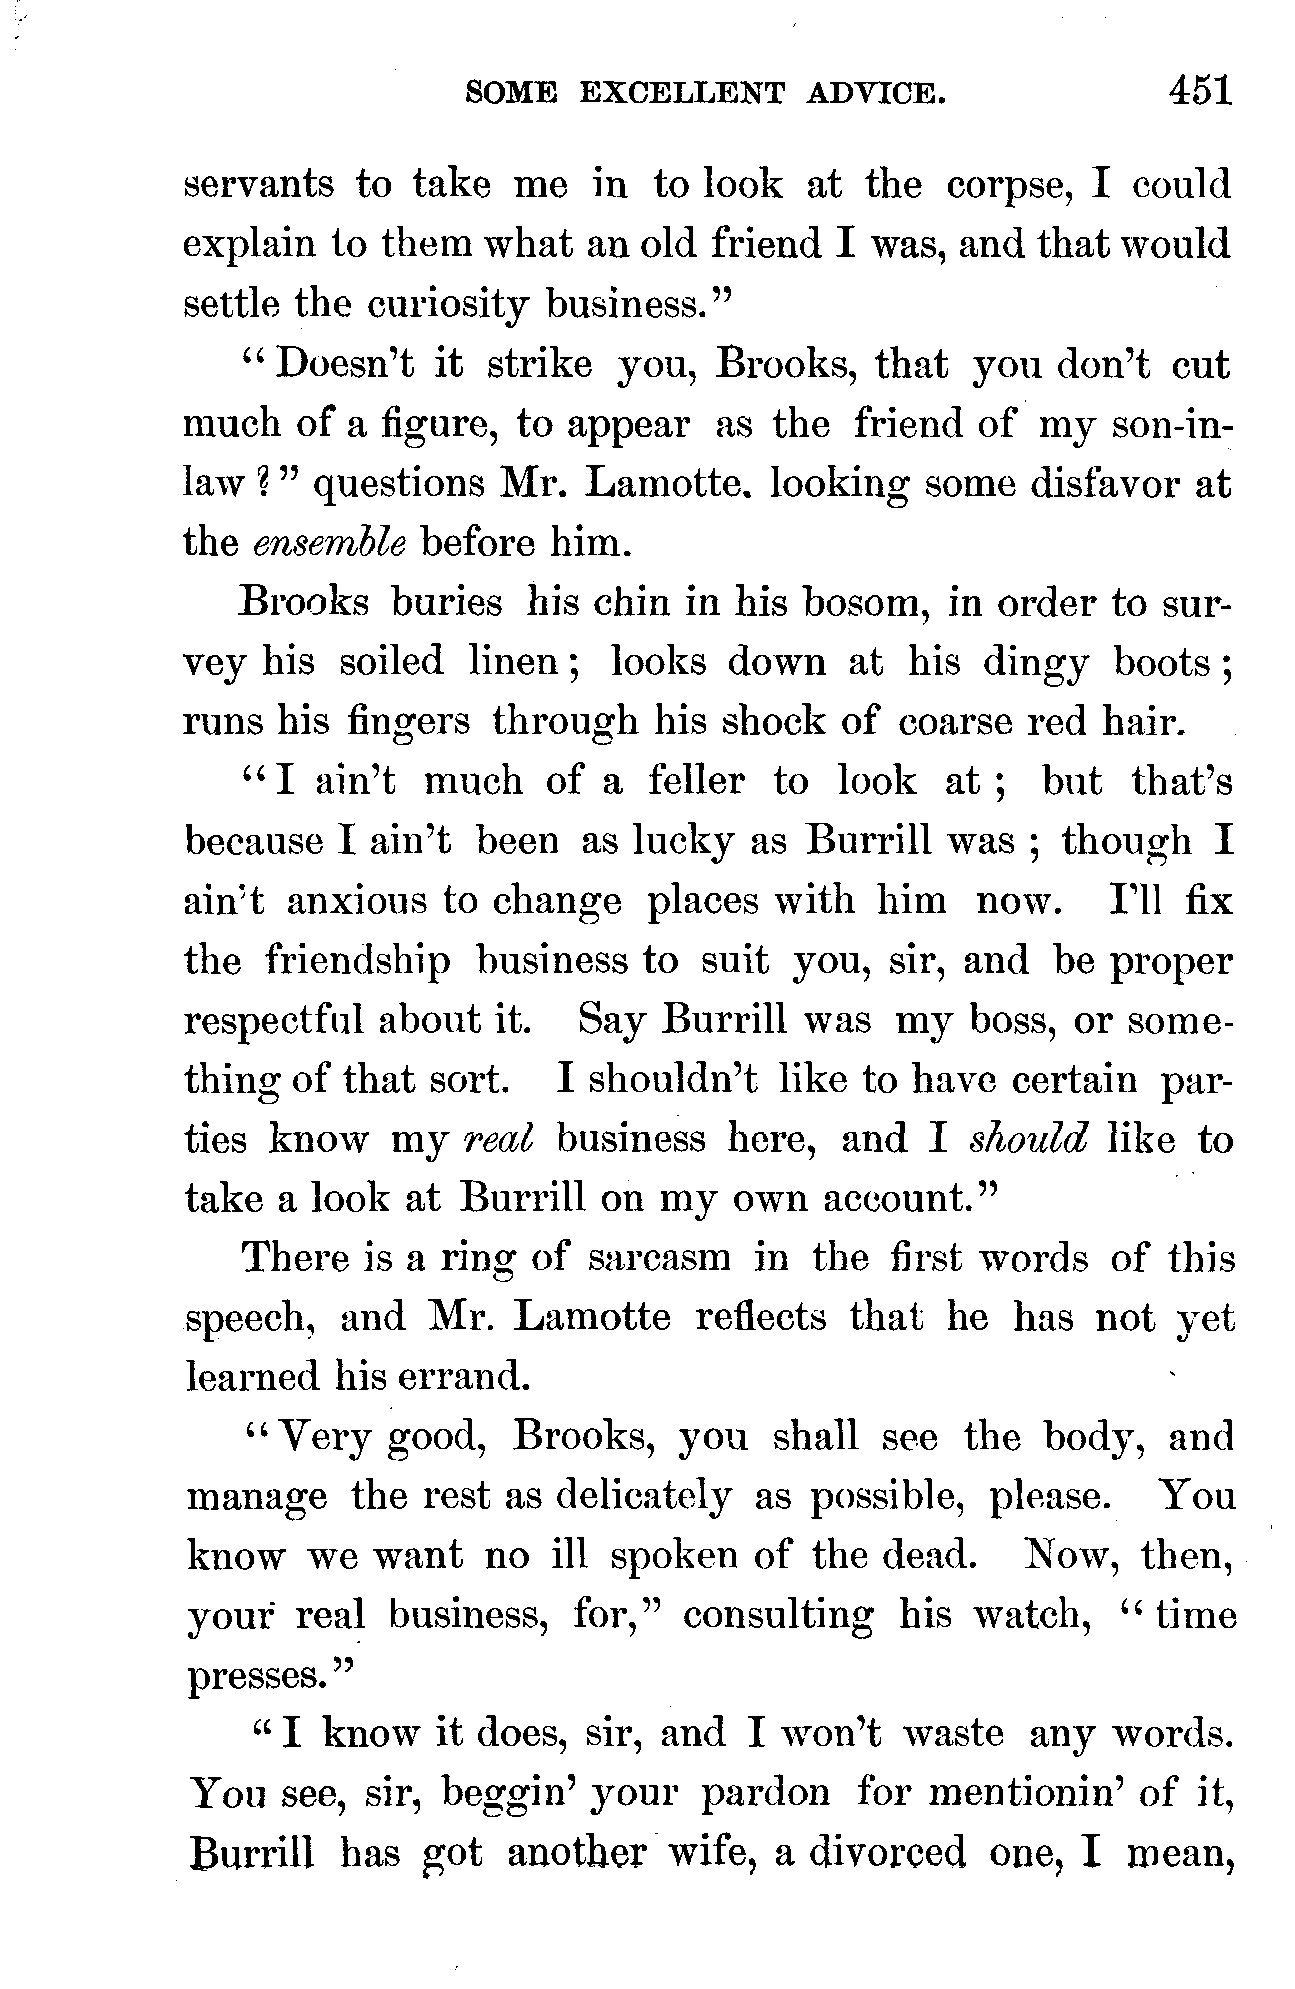 SOME EXCELLENT ADVICE. 451
servants to take me in to look at the corpse, I could
explain to them what an old friend I was, and that would
settle the curiosity business."
"Doesn't it strike you, Brooks, that you don't cut
much of a figure, to appear as the friend of my son-in-
law?" questions Mr. Lamotte. looking some disfavor at
the ensemble before him.
Brooks buries his chin in his bosom, in order to sur-
vey his soiled linen; looks down at his dingy boots;
runs his fingers through his shock of coarse red hair.
"I ain't much of a feller to look at; but that's
because I ain't been as lucky as Burrill was; though I
ain't anxious to change places with him now. I'll fix
the friendship business to suit you, sir, and be proper
respectful about it. Say Burrill was my boss, or some-
thing of that sort. I shouldn't like to have certain par-
ties know my real business here, and I should like to
take a look at Burrill on my own account."
There is a ring of sarcasm in the first words of this
speech, and Mr. Lamotte reflects that he has not yet
learned his errand.
"Very good, Brooks, you shall see the body, and
manage the rest as delicately as possible, please. You
know we want no ill spoken of the dead. Now, then,
your real business, for," consulting his watch, "time
presses."
"I know it does, sir, and I won't waste any words.
You see, sir, beggin' your pardon for mentionin' of it,
Burrill has got another wife, a divorced one, I mean,